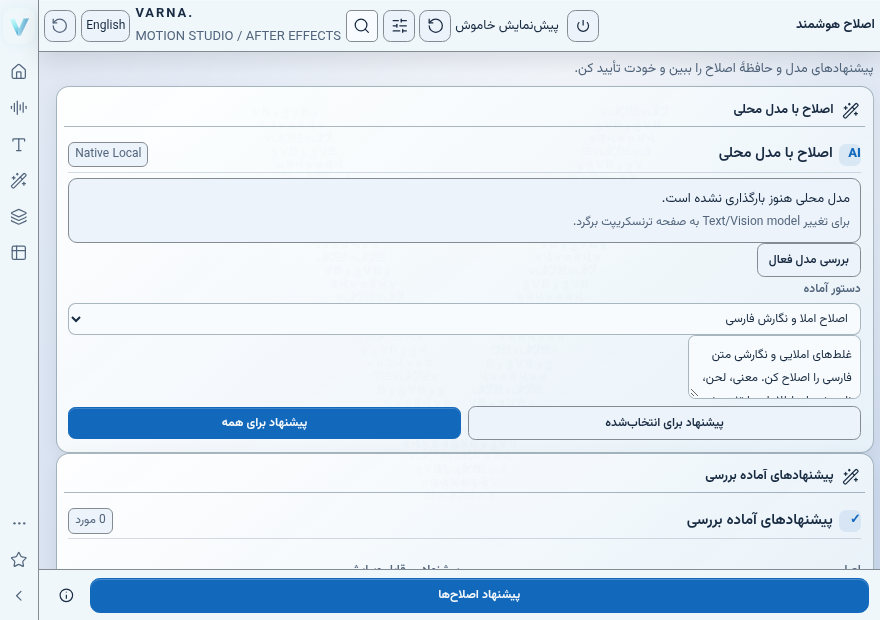 اصلاح هوشمند
پیش‌نمایش خاموش
VARNA.
MOTION STUDIO / AFTER EFFECTS
English
پیشنهادهای مدل و حافظهٔ اصلاح را ببین و خودت تأیید کن.
اصلاح با مدل محلی
AI اصلاح با مدل محلی
Native Local
مدل محلی هنوز بارگذاری نشده است.
برای تغییر Text/Vision model به صفحه ترنسکریپت برگرد.
بررسی مدل فعال
دستور آماده
اصلاح املا و نگارش فارسی
غلط‌های املایی و نگارشی متن
فارسی را اصلاح کن. معنی، لحن،
پیشنهاد برای انتخاب‌شده
پیشنهاد برای همه
پیشنهادهای آماده بررسی
✓ پیشنهادهای آماده بررسی
0 مورد
پیشنهاد اصلاح‌ها